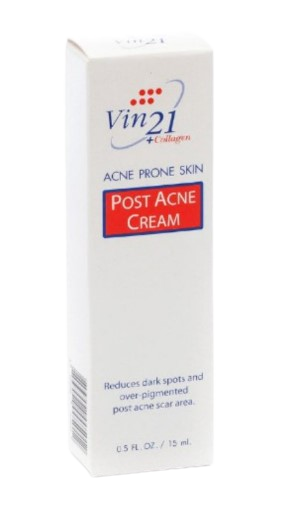 Vin21
+Collagen
ACNE PRONE SKIN
POST ACNE
CREAM
Reduces dark spots and
over-pigmented
post acne scar area.
0.5 FL. OZ. / 15 ml.